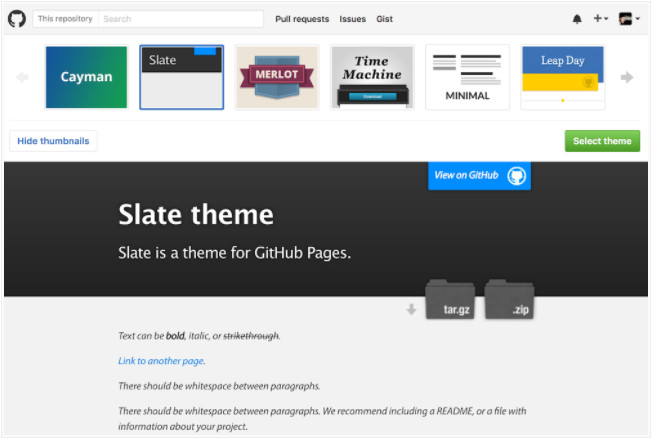 This repository Search Pull requests Issues Gist
Cayman
Slate
MERLOT
Time
Machine
Download
MINIMAL
Leap Day
Hide thumbnails
Select theme
View on GitHub
Slate theme
Slate is a theme for GitHub Pages.
tar.gz
.zip
Text can be bold, italic, or strikethrough.
Link to another page.
There should be whitespace between paragraphs.
There should be whitespace between paragraphs. We recommend including a README, or a file with
information about your project.